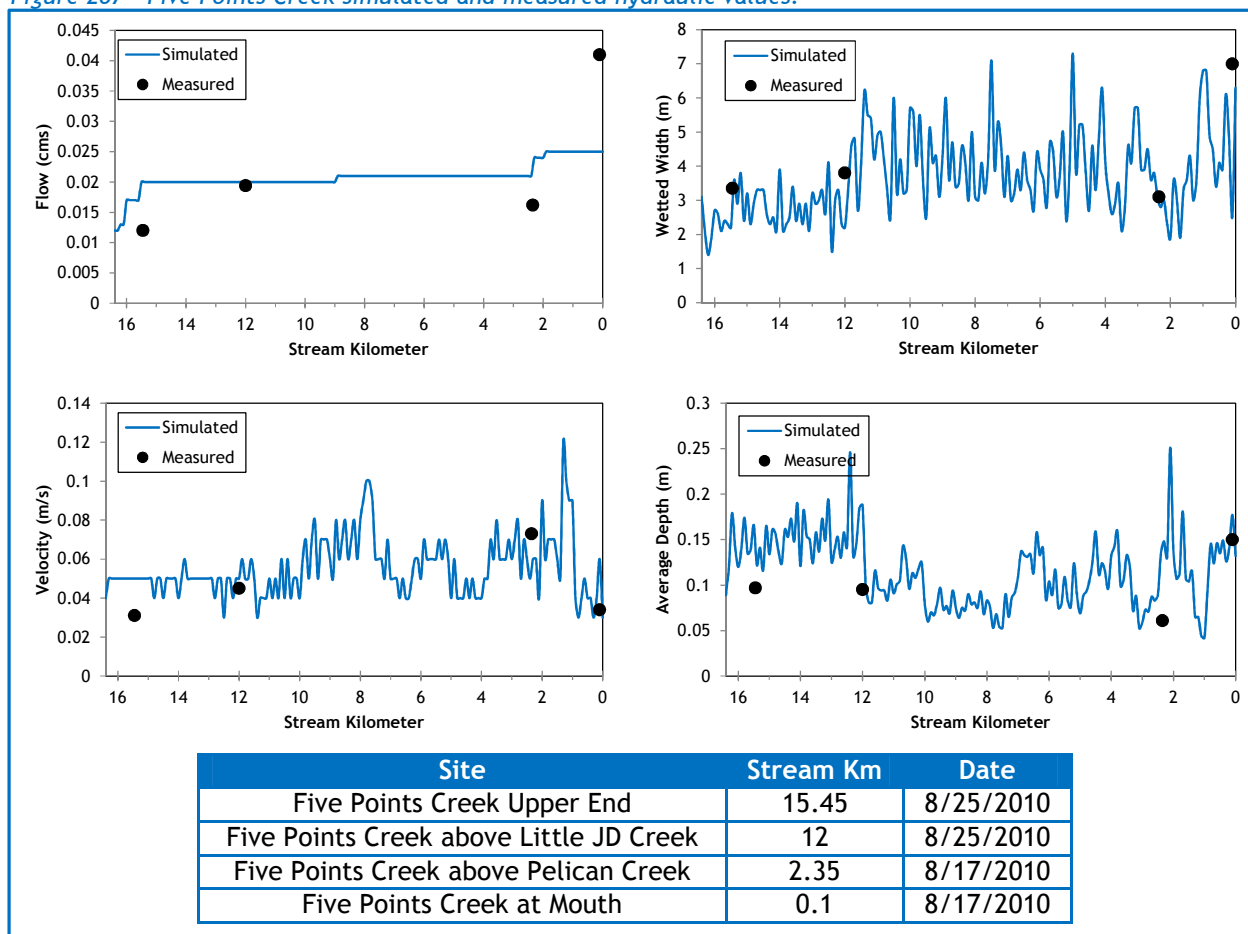 Figure 207 - Five Points Creek simulated and measured hydraulic values.
0.045
0.04
0.035
0.03
0.025
0.02
0.015
0.01
0.005
0
Flow (cms)
Simulated
Measured
16 14 12 10 8 6 4 2 0
Stream Kilometer
8
7
6
5
4
3
2
1
0
Wetted Width (m)
Simulated
Measured
16 14 12 10 8 6 4 2 0
Stream Kilometer
0.14
0.12
0.1
0.08
0.06
0.04
0.02
0
Velocity (m/s)
Simulated
Measured
16 14 12 10 8 6 4 2 0
Stream Kilometer
0.3
0.25
0.2
0.15
0.1
0.05
0
Average Depth (m)
Simulated
Measured
16 14 12 10 8 6 4 2 0
Stream Kilometer
Site Stream Km Date
Five Points Creek Upper End 15.45 8/25/2010
Five Points Creek above Little JD Creek 12 8/25/2010
Five Points Creek above Pelican Creek 2.35 8/17/2010
Five Points Creek at Mouth 0.1 8/17/2010